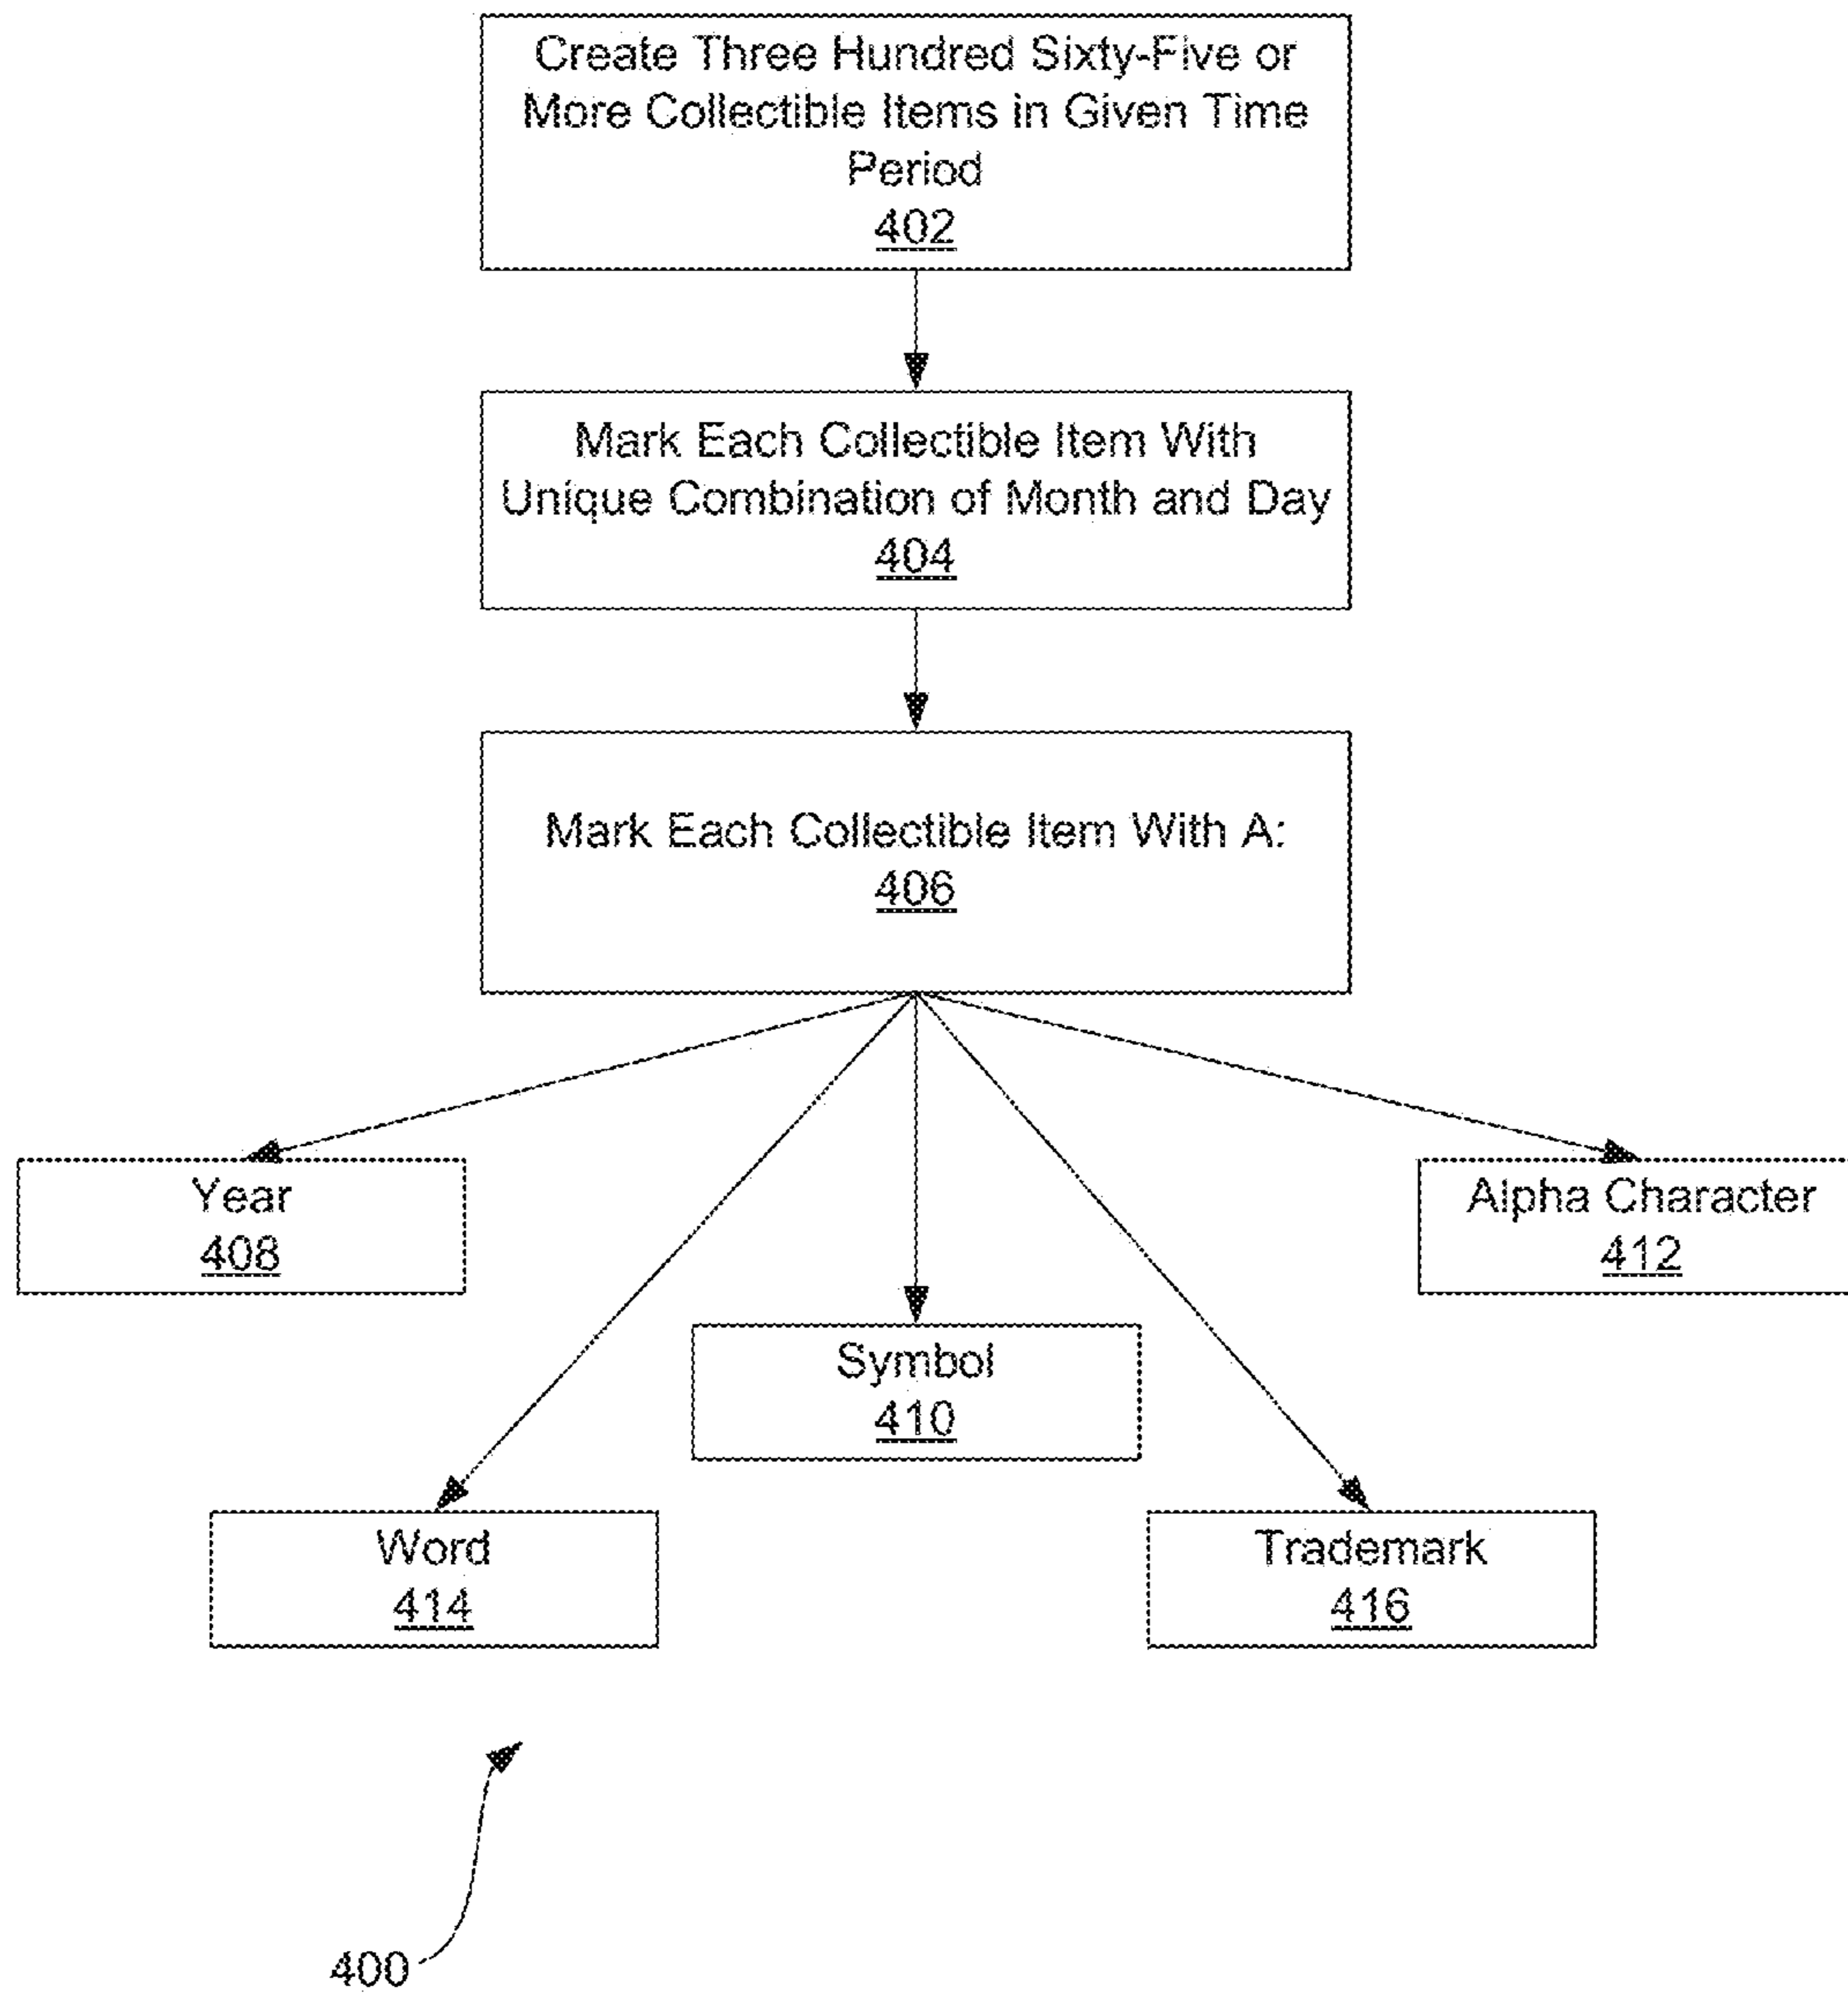 Create Three Hundred Sixty-Five or
More Collectible Items in Given Time
Period
402
Mark Each Collectible Item With
Unique Combination of Month and Day
404
Mark Each Collectible Item With A:
406
Year
408
Alpha Character
412
Symbol
410
Word
414
Trademark
416
400